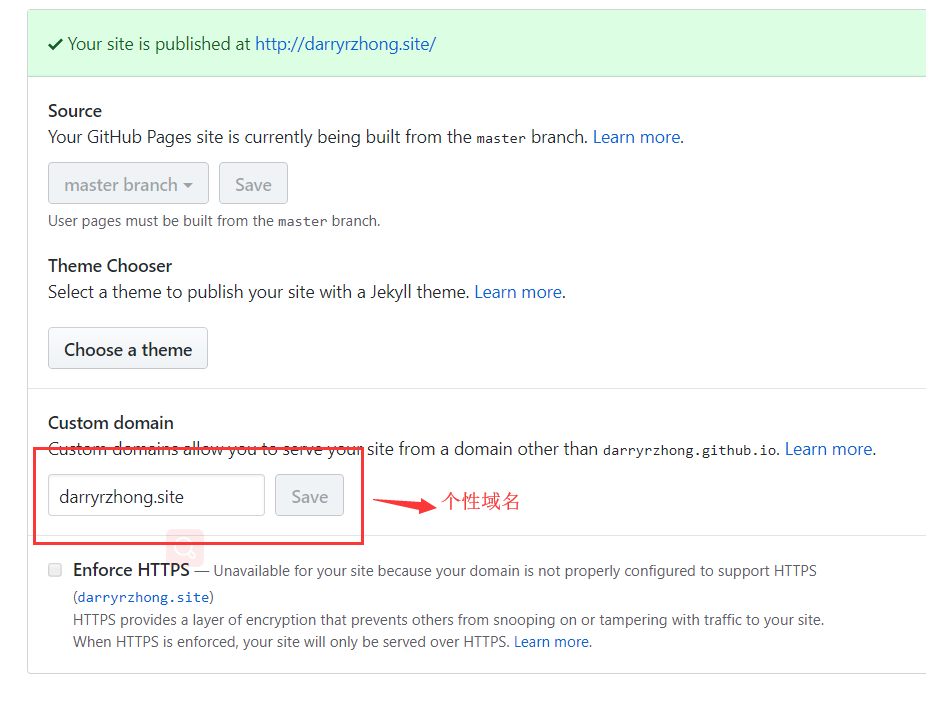 Your site is published at http://darryrzhong.site/
Source
Your GitHub Pages site is currently being built from the master branch. Learn more.
master branch Save
User pages must be built from the master branch.
Theme Chooser
Select a theme to publish your site with a Jekyll theme. Learn more.
Choose a theme
Custom domain
Custom domains allow you to serve your site from a domain other than darryrzhong.github.io. Learn more.
darryrzhong.site Save 个性域名
Enforce HTTPS — Unavailable for your site because your domain is not properly configured to support HTTPS
(darryrzhong.site)
HTTPS provides a layer of encryption that prevents others from snooping on or tampering with traffic to your site.
When HTTPS is enforced, your site will only be served over HTTPS. Learn more.